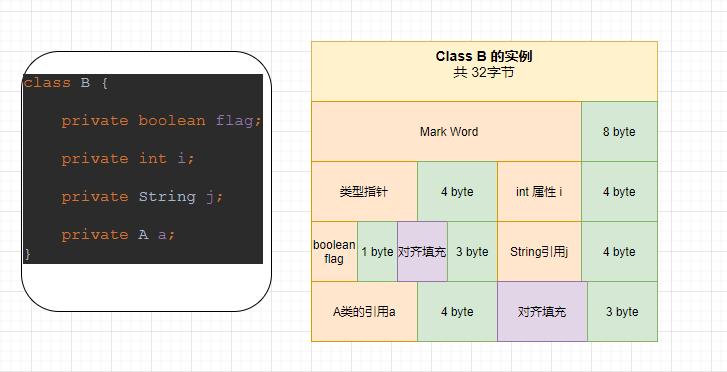 class B {
private boolean flag;
private int i;
private String j;
private A a;
}
Class B 的实例
共 32字节
Mark Word
8 byte
类型指针
4 byte
int 属性 i
4 byte
boolean
flag
1 byte
对齐填充
3 byte
String引用j
4 byte
A类的引用a
4 byte
对齐填充
3 byte